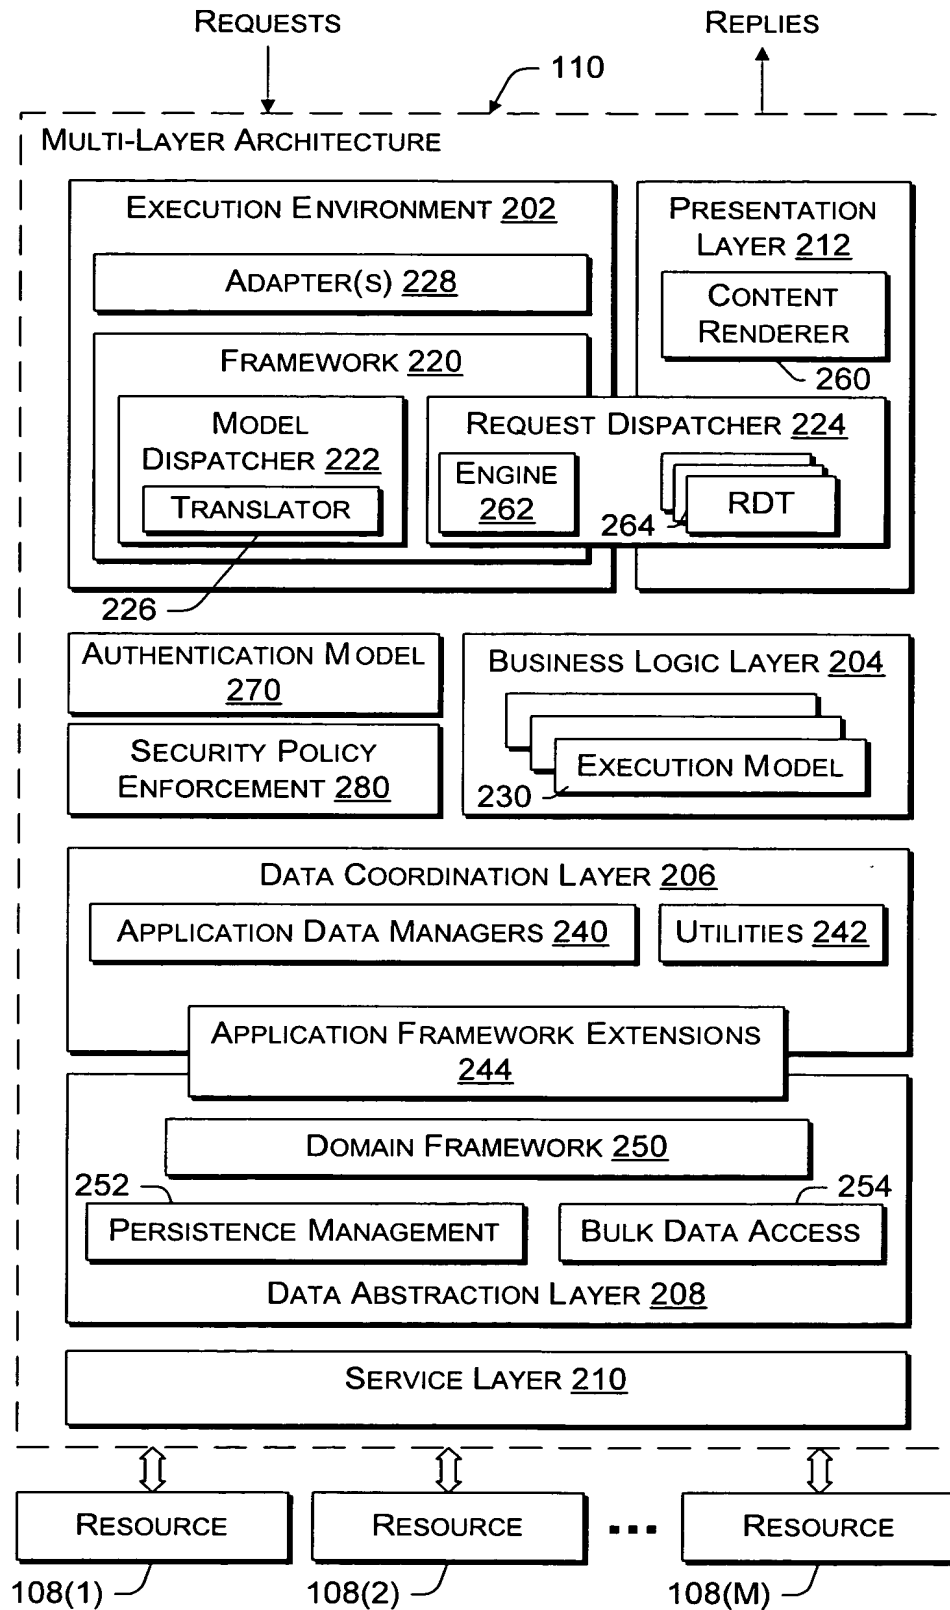 REQUESTS
REPLIES
110
MULTI-LAYER ARCHITECTURE
EXECUTION ENVIRONMENT 202
ADAPTER(S) 228
FRAMEWORK 220
MODEL
DISPATCHER 222
TRANSLATOR
226
PRESENTATION
LAYER 212
CONTENT
RENDERER
260
REQUEST DISPATCHER 224
ENGINE
262
264
RDT
AUTHENTICATION MODEL
270
SECURITY POLICY
ENFORCEMENT 280
BUSINESS LOGIC LAYER 204
EXECUTION MODEL
230
DATA COORDINATION LAYER 206
APPLICATION DATA MANAGERS 240
UTILITIES 242
APPLICATION FRAMEWORK EXTENSIONS
244
DOMAIN FRAMEWORK 250
252
254
PERSISTENCE MANAGEMENT
BULK DATA ACCESS
DATA ABSTRACTION LAYER 208
SERVICE LAYER 210
RESOURCE
RESOURCE
RESOURCE
108(1)
108(2)
108(M)